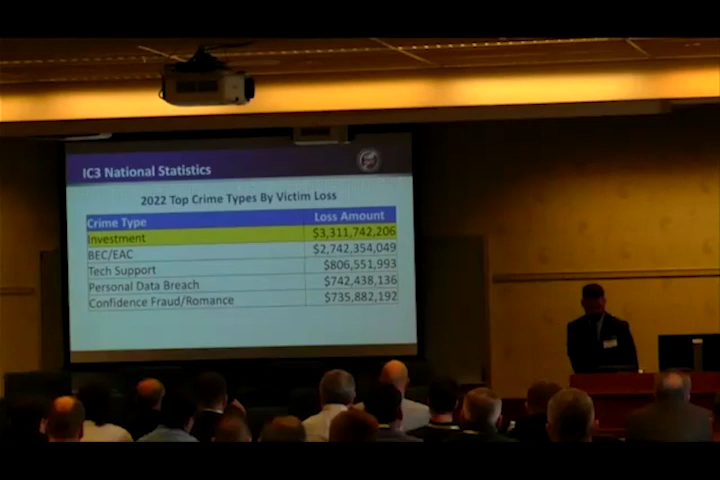 IC3 National Statistics
2022 Top Crime Types By Victim Loss
Crime Type Loss Amount
Investment $3,311,742,206
BEC/EAC $2,742,354,049
Tech Support $806,551,993
Personal Data Breach $742,438,136
Confidence Fraud/Romance $735,882,192